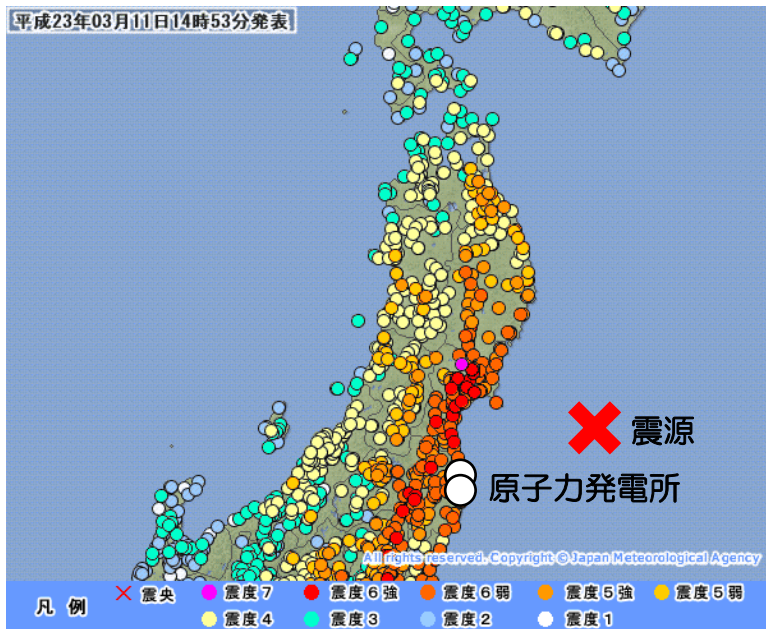 平成23年03月11日14時53分発表
震源
原子力発電所
All rights reserved. Copyright © Japan Meteorological Agency
凡 例
震央
震度7
震度6強
震度6弱
震度5強
震度5弱
震度4
震度3
震度2
震度1